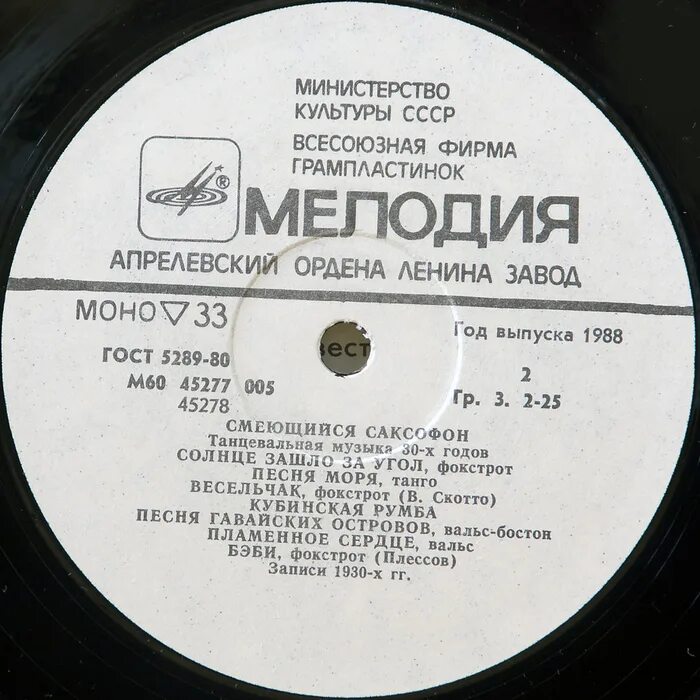 МИНИСТЕРСТВО
КУЛЬТУРЫ СССР
ВСЕСОЮЗНАЯ ФИРМА
ГРАМПЛАСТИНОК
®
МЕЛОДИЯ
АПРЕЛЕВСКИЙ ОРДЕНА ЛЕНИНА ЗАВОД
МОНО ▽ 33
Год выпуска 1988
ГОСТ 5289-80
М60 45277 005
45278
2
Гр. 3. 2-25
СМЕЮЩИЙСЯ САКСОФОН
Танцевальная музыка 30-х годов
СОЛНЦЕ ЗАШЛО ЗА УГОЛ, фокстрот
ПЕСНЯ МОРЯ, танго
ВЕСЕЛЬЧАК, фокстрот (В. Скотто)
КУБИНСКАЯ РУМБА
ПЕСНЯ ГАВАЙСКИХ ОСТРОВОВ, вальс-бостон
ПЛАМЕННОЕ СЕРДЦЕ, вальс
БЭБИ, фокстрот (Плессов)
Записи 1930-х гг.